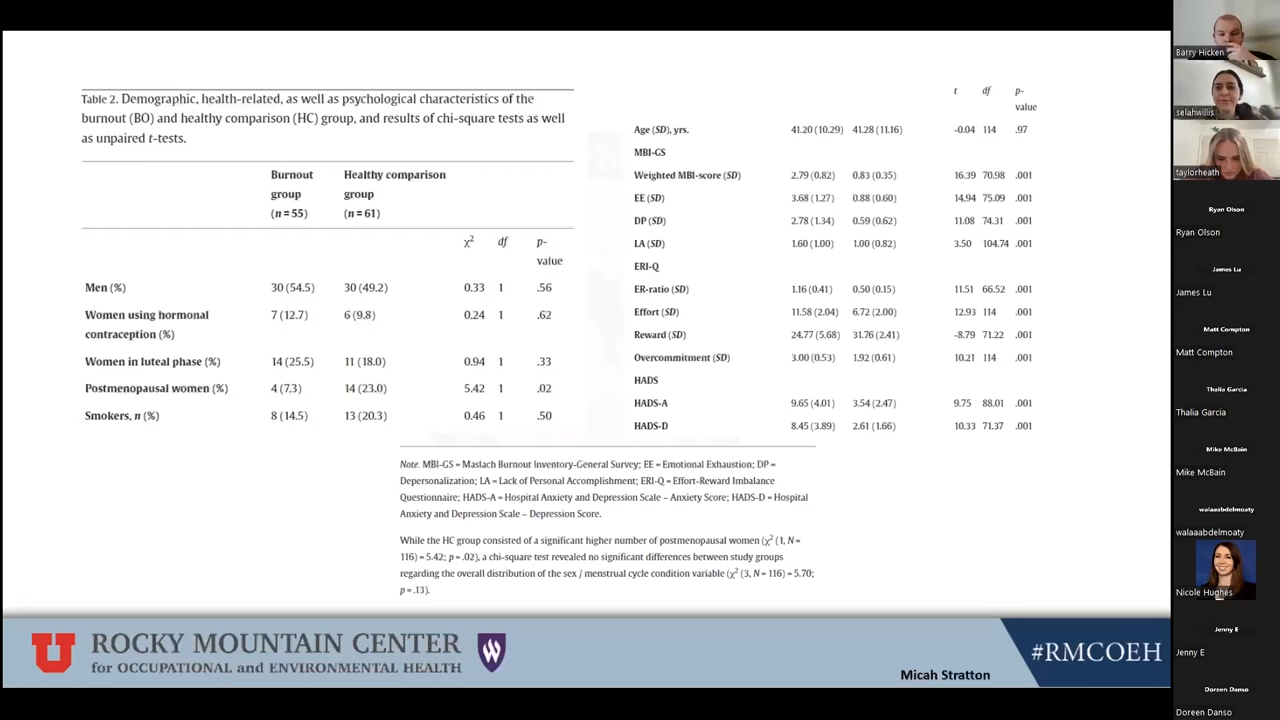 Table 2. Demographic, health-related, as well as psychological characteristics of the
burnout (BO) and healthy comparison (HC) group, and results of chi-square tests as well
as unpaired t-tests.
Burnout Healthy comparison
group group
(n = 55) (n = 61)
χ² df p-
value
Men (%) 30 (54.5) 30 (49.2) 0.33 1 .56
Women using hormonal 7 (12.7) 6 (9.8) 0.24 1 .62
contraception (%)
Women in luteal phase (%) 14 (25.5) 11 (18.0) 0.94 1 .33
Postmenopausal women (%) 4 (7.3) 14 (23.0) 5.42 1 .02
Smokers, n (%) 8 (14.5) 13 (20.3) 0.46 1 .50
t df p-
value
Age (SD), yrs. 41.20 (10.29) 41.28 (11.16) -0.04 114 .97
MBI-GS
Weighted MBI-score (SD) 2.79 (0.82) 0.83 (0.35) 16.39 70.98 .001
EE (SD) 3.68 (1.27) 0.88 (0.60) 14.94 75.09 .001
DP (SD) 2.78 (1.34) 0.59 (0.62) 11.08 74.31 .001
LA (SD) 1.60 (1.00) 1.00 (0.82) 3.50 104.74 .001
ERI-Q
ER-ratio (SD) 1.16 (0.41) 0.50 (0.15) 11.51 66.52 .001
Effort (SD) 11.58 (2.04) 6.72 (2.00) 12.93 114 .001
Reward (SD) 24.77 (5.68) 31.76 (2.41) -8.79 71.22 .001
Overcommitment (SD) 3.00 (0.53) 1.92 (0.61) 10.21 114 .001
HADS
HADS-A 9.65 (4.01) 3.54 (2.47) 9.75 88.01 .001
HADS-D 8.45 (3.89) 2.61 (1.66) 10.33 71.37 .001
Note. MBI-GS = Maslach Burnout Inventory-General Survey; EE = Emotional Exhaustion; DP =
Depersonalization; LA = Lack of Personal Accomplishment; ERI-Q = Effort-Reward Imbalance
Questionnaire; HADS-A = Hospital Anxiety and Depression Scale – Anxiety Score; HADS-D = Hospital
Anxiety and Depression Scale – Depression Score.
While the HC group consisted of a significant higher number of postmenopausal women (χ² (1, N =
116) = 5.42; p = .02), a chi-square test revealed no significant differences between study groups
regarding the overall distribution of the sex / menstrual cycle condition variable (χ² (3, N = 116) = 5.70;
p = .13).
U ROCKY MOUNTAIN CENTER W
for OCCUPATIONAL and ENVIRONMENTAL HEALTH
Micah Stratton
#RMCOEH
Barry Hicken
selahwillis
taylorheath
Ryan Olson
Ryan Olson
James Lu
James Lu
Matt Compton
Matt Compton
Thalia Garcia
Thalia Garcia
Mike McBain
Mike McBain
walaaabdelmoaty
walaaabdelmoaty
Nicole Hughes
Jenny E
Jenny E
Doreen Danso
Doreen Danso